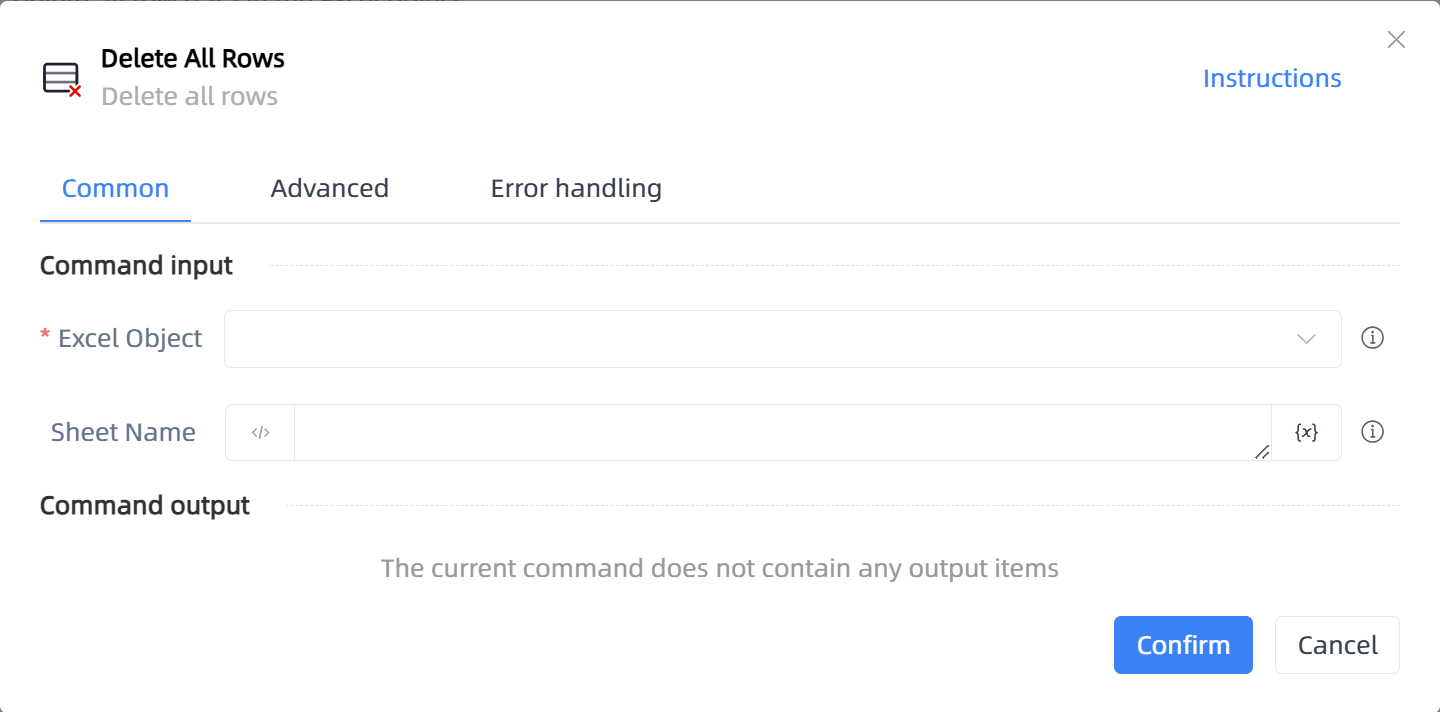 Delete All Rows
Delete all rows
Instructions
Common
Advanced
Error handling
Command input
* Excel Object
Sheet Name
</>
{x}
Command output
The current command does not contain any output items
Confirm
Cancel